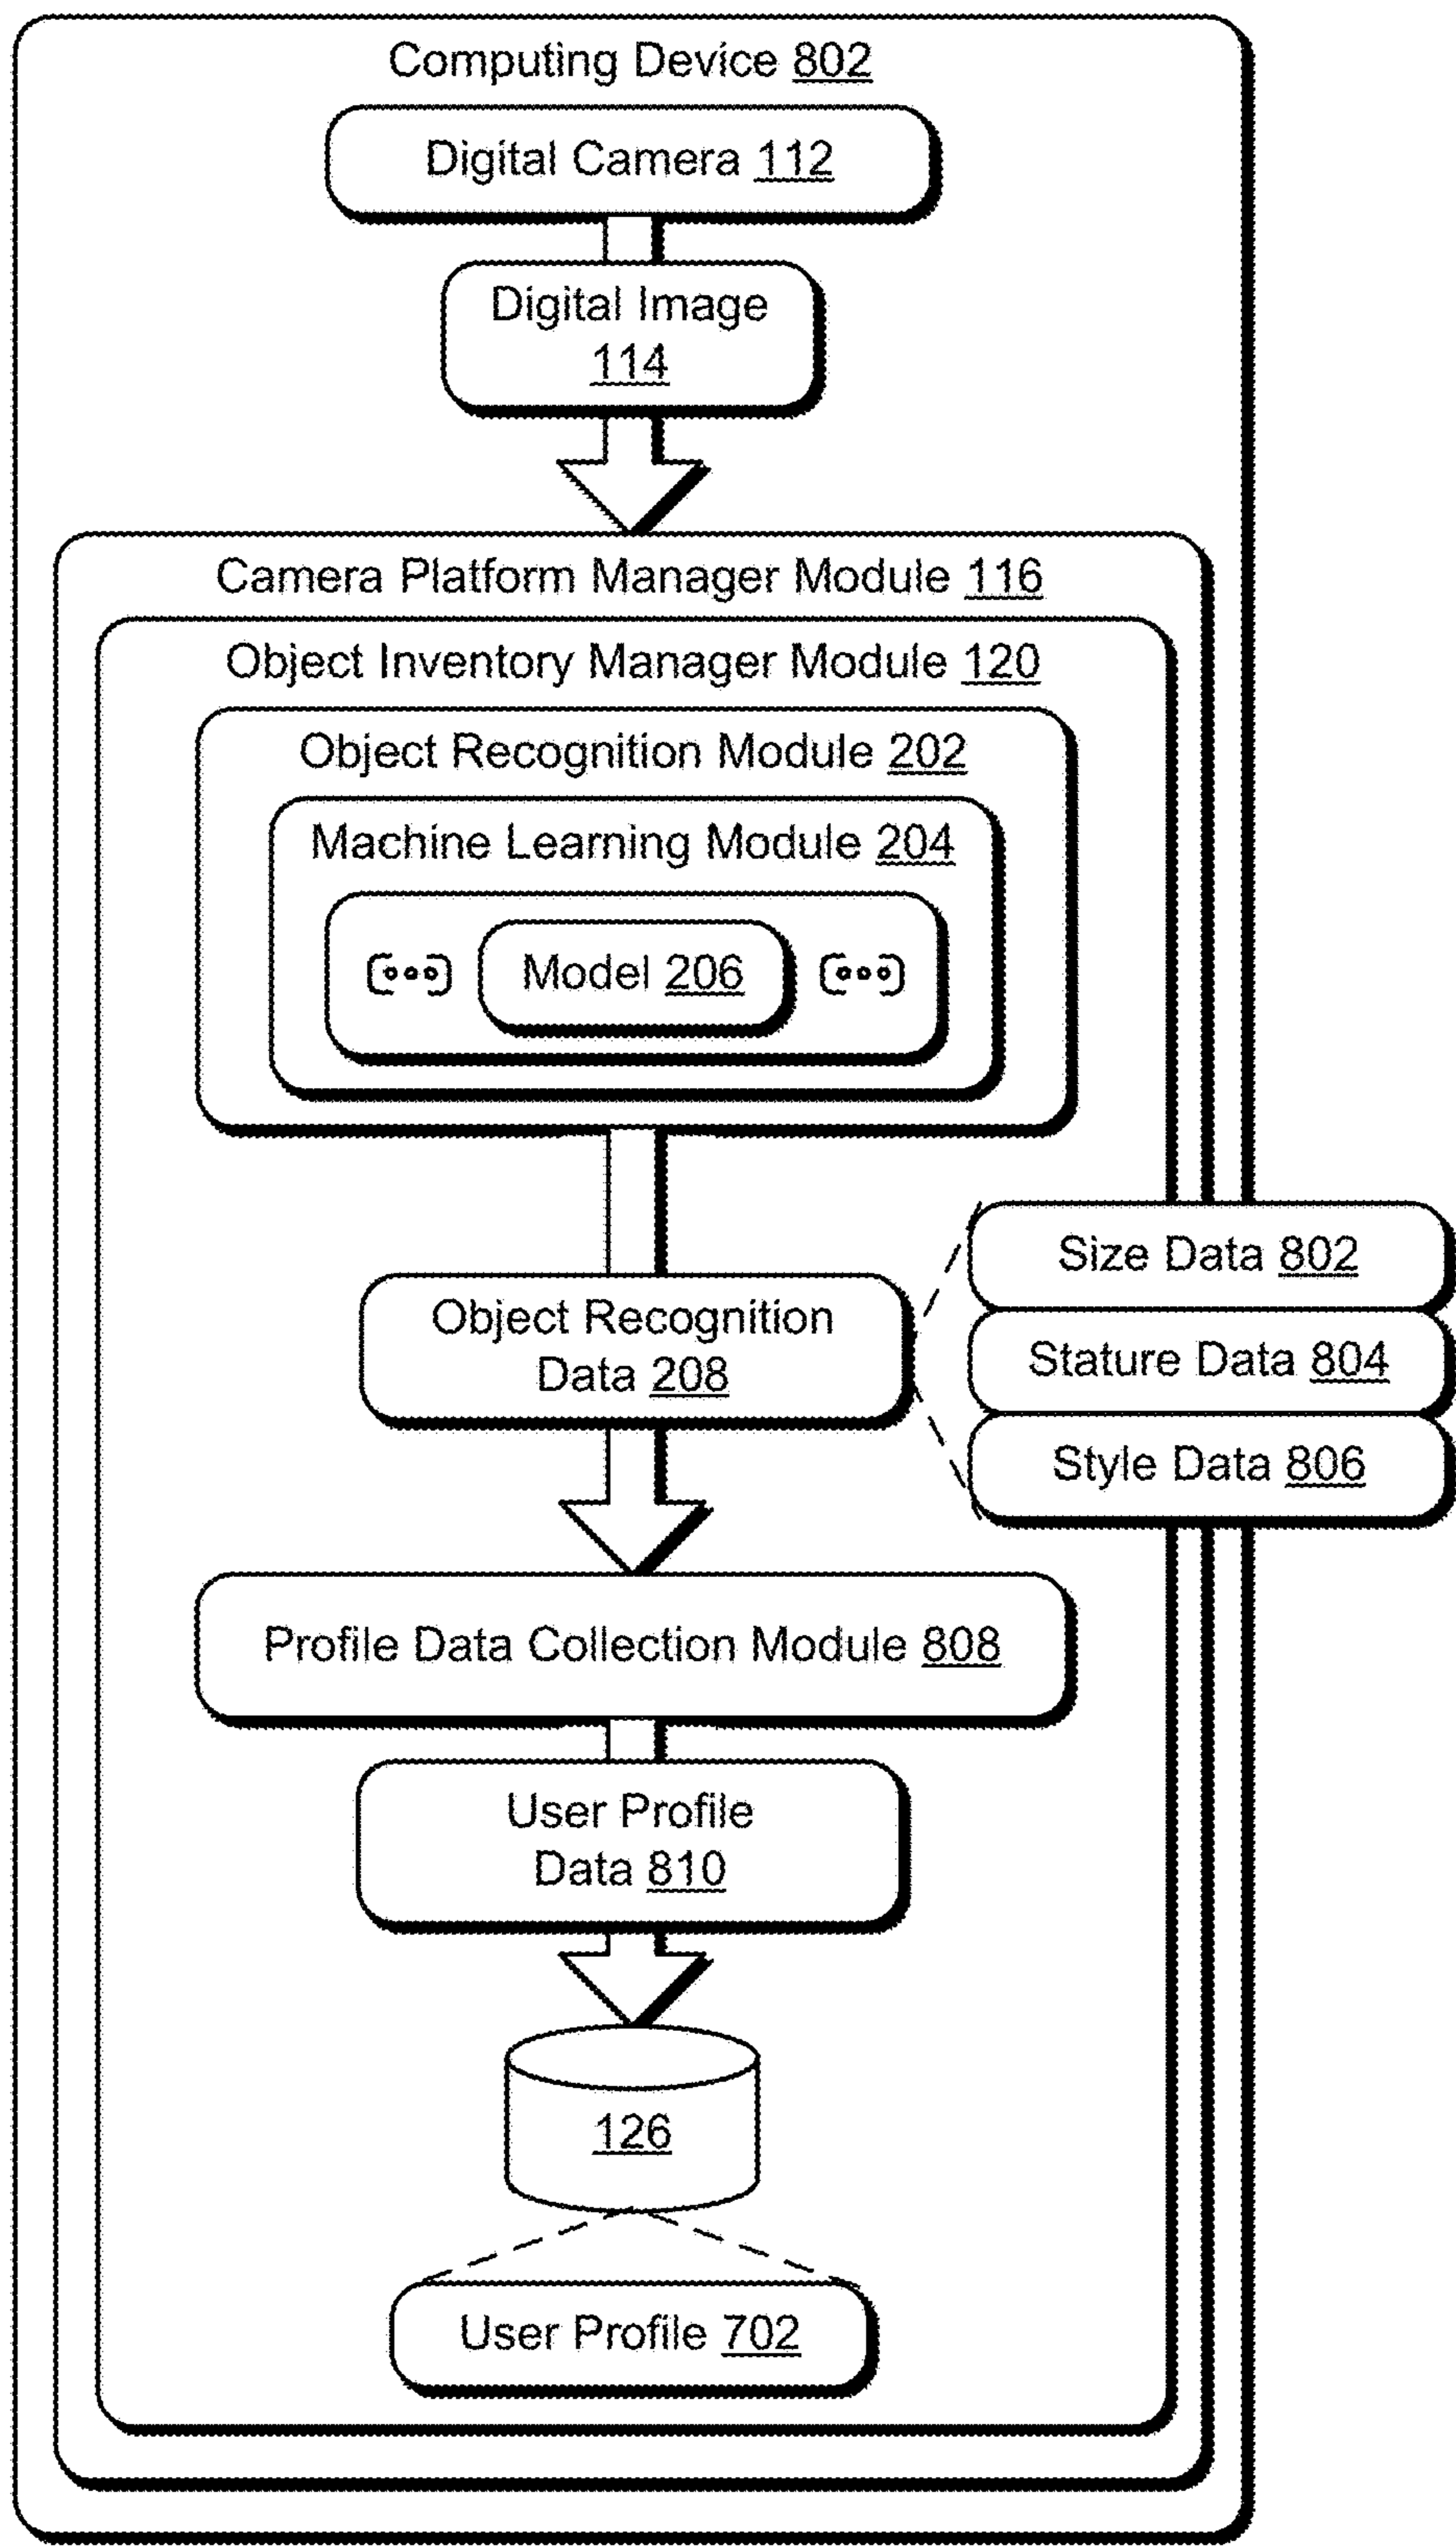 Computing Device 802
Digital Camera 112
Digital Image
114
Camera Platform Manager Module 116
Object Inventory Manager Module 120
Object Recognition Module 202
Machine Learning Module 204
Model 206
Object Recognition
Data 208
Size Data 802
Stature Data 804
Style Data 806
Profile Data Collection Module 808
User Profile
Data 810
126
User Profile 702